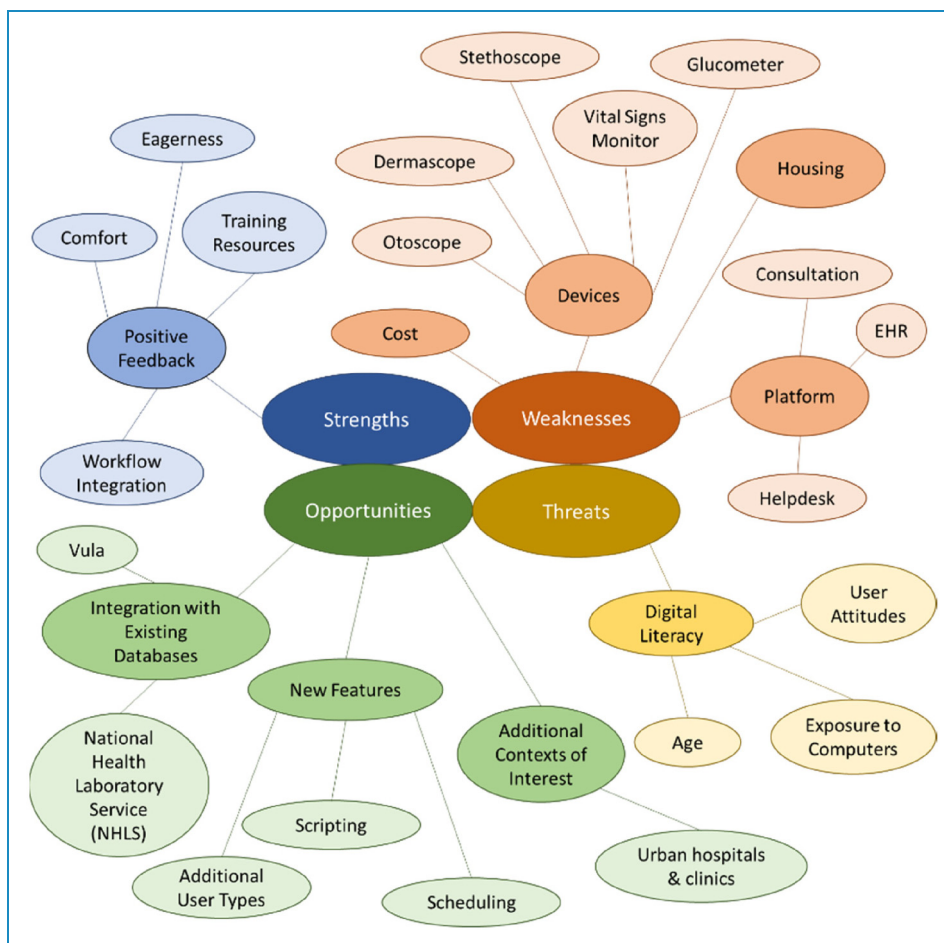 Stethoscope
Glucometer
Eagerness
Vital Signs
Monitor
Dermascope
Housing
Comfort
Training
Resources
Otoscope
Consultation
Devices
Positive
Feedback
Cost
EHR
Platform
Strengths
Weaknesses
Workflow
Integration
Helpdesk
Opportunities
Threats
Vula
Integration with
Existing
Databases
Digital
Literacy
User
Attitudes
New Features
National
Health
Laboratory
Service
(NHLS)
Additional
Contexts of
Interest
Age
Exposure to
Computers
Scripting
Additional
User Types
Scheduling
Urban hospitals
& clinics